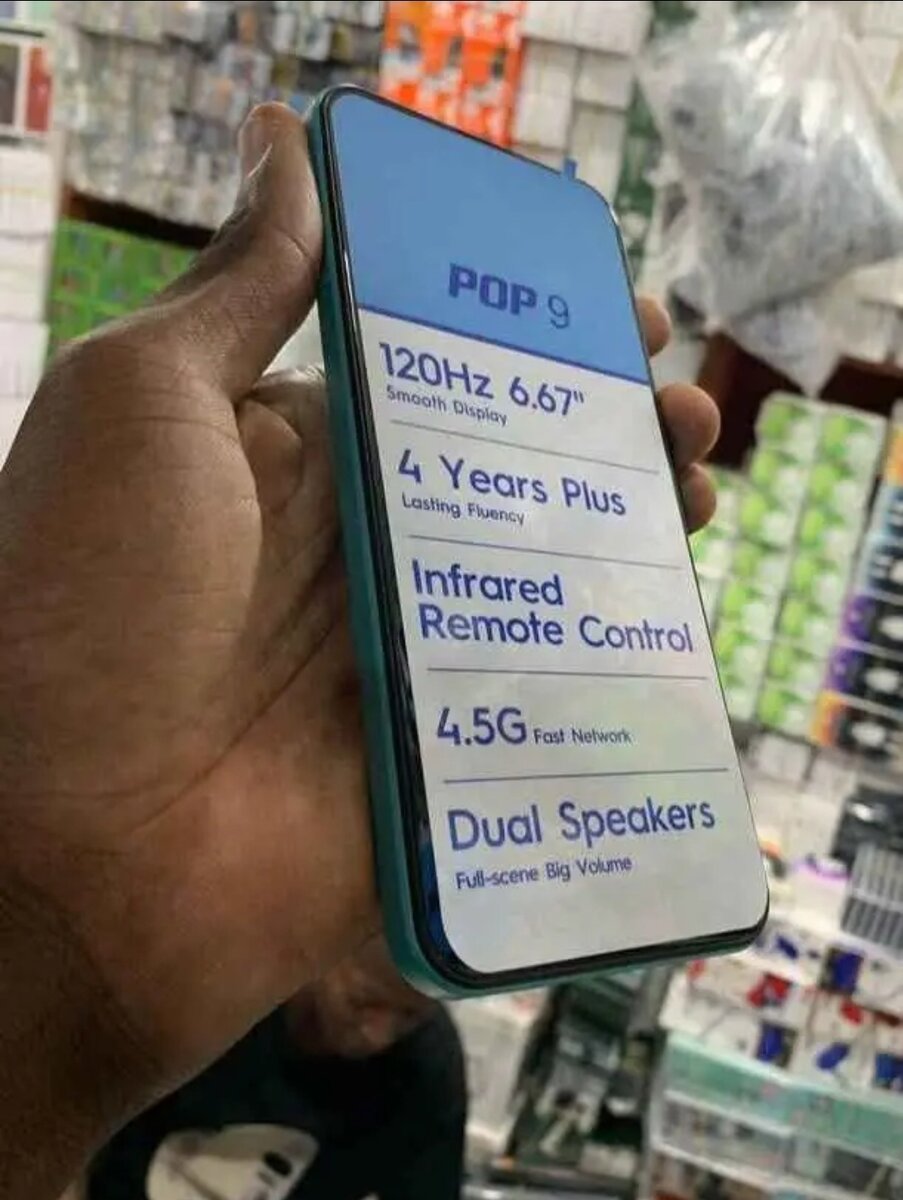 POP 9
120Hz 6.67"
Smooth Display
4 Years Plus
Lasting Fluency
Infrared
Remote Control
4.5G Fast Network
Dual Speakers
Full-scene Big Volume